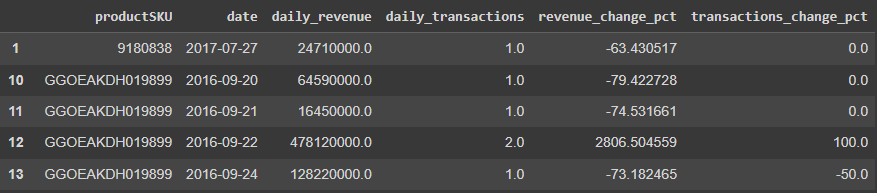 productSKU date daily_revenue daily_transactions revenue_change_pct transactions_change_pct
1 9180838 2017-07-27 24710000.0 1.0 -63.430517 0.0
10 GGOEAKDH019899 2016-09-20 64590000.0 1.0 -79.422728 0.0
11 GGOEAKDH019899 2016-09-21 16450000.0 1.0 -74.531661 0.0
12 GGOEAKDH019899 2016-09-22 478120000.0 2.0 2806.504559 100.0
13 GGOEAKDH019899 2016-09-24 128220000.0 1.0 -73.182465 -50.0